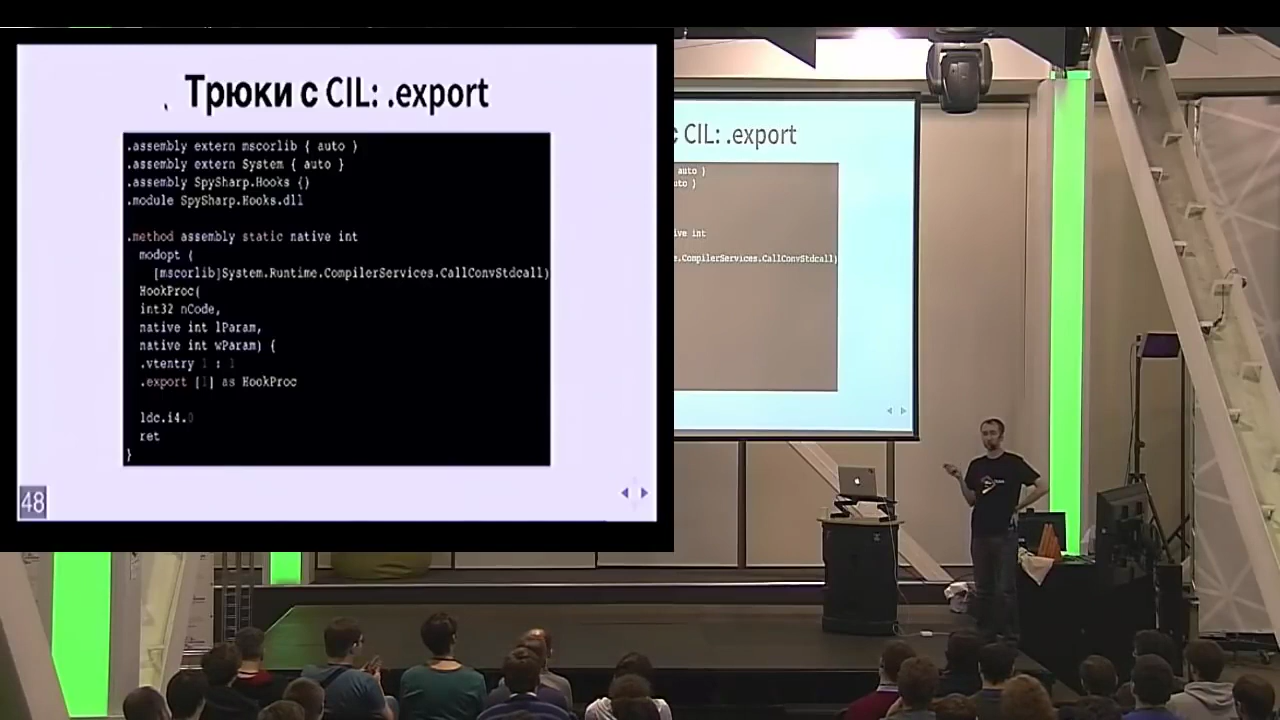 Трюки с CIL: .export
.assembly extern mscorlib { auto }
.assembly extern System { auto }
.assembly SpySharp.Hooks {}
.module SpySharp.Hooks.dll
.method assembly static native int
modopt (
[mscorlib]System.Runtime.CompilerServices.CallConvStdcall)
HookProc(
int32 nCode,
native int lParam,
native int wParam) {
.vtentry 1 : 1
.export [1] as HookProc
ldc.i4.0
ret
}
48
с CIL: .export
auto }
uto }
ive int
e.CompilerServices.CallConvStdcall)